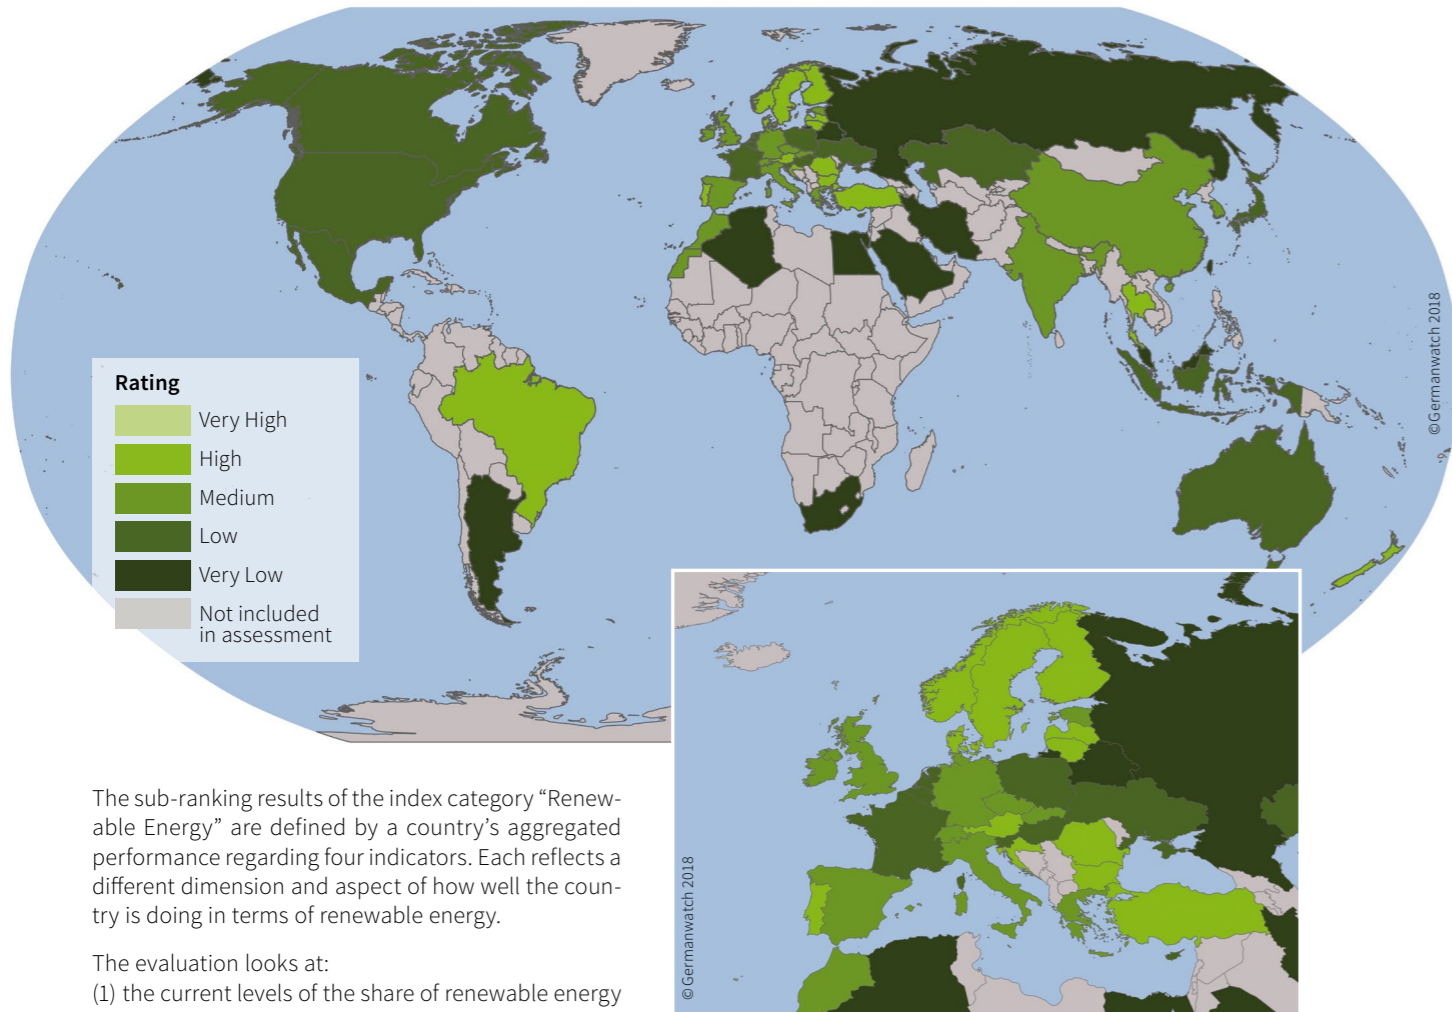 Rating
Very High
High
Medium
Low
Very Low
Not included
in assessment
©Germanwatch 2018
©Germanwatch 2018
The sub-ranking results of the index category “Renew-
able Energy” are defined by a country’s aggregated
performance regarding four indicators. Each reflects a
different dimension and aspect of how well the coun-
try is doing in terms of renewable energy.
The evaluation looks at:
(1) the current levels of the share of renewable energy